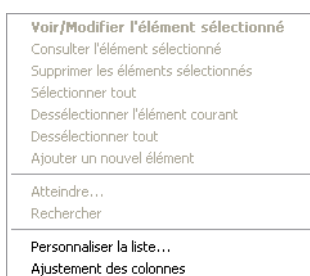 Voir/Modifier l'élément sélectionné
Consulter l'élément sélectionné
Supprimer les éléments sélectionnés
Sélectionner tout
Dessélectionner l'élément courant
Dessélectionner tout
Ajouter un nouvel élément
Atteindre...
Rechercher
Personnaliser la liste...
Ajustement des colonnes